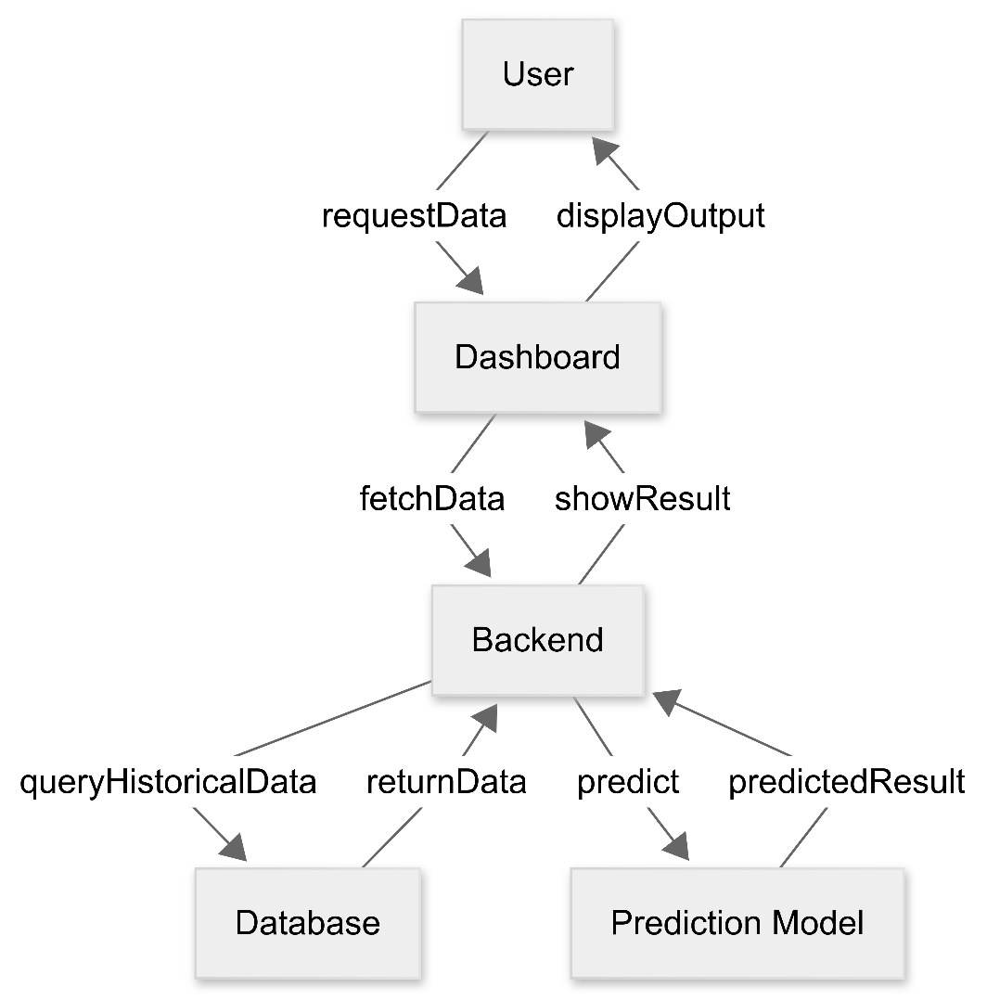 User
requestData displayOutput
Dashboard
fetchData showResult
Backend
queryHistoricalData returnData predict predictedResult
Database Prediction Model